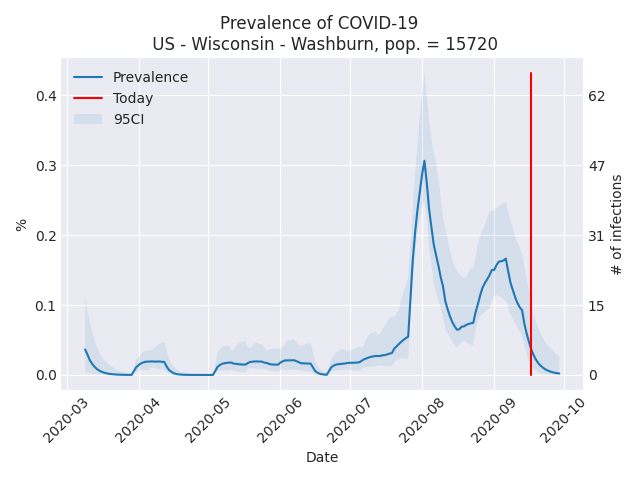 Prevalence of COVID-19
US - Wisconsin - Washburn, pop. = 15720
Prevalence
Today
95CI
0.4
0.3
0.2
0.1
0.0
%
62
47
31
15
0
# of infections
2020-03
2020-04
2020-05
2020-06
2020-07
2020-08
2020-09
2020-10
Date